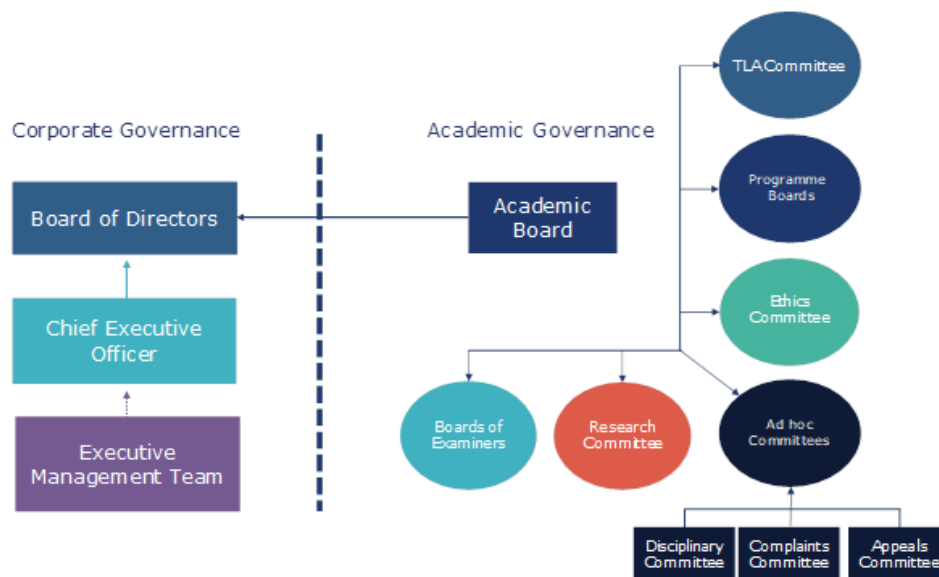 Corporate Governance
Board of Directors
Chief Executive
Officer
Executive
Management Team
Academic Governance
Academic
Board
TLACommittee
Programme
Boards
Ethics
Committee
Boards of
Examiners
Research
Committee
Ad hoc
Committees
Disciplinary
Committee
Complaints
Committee
Appeals
Committee